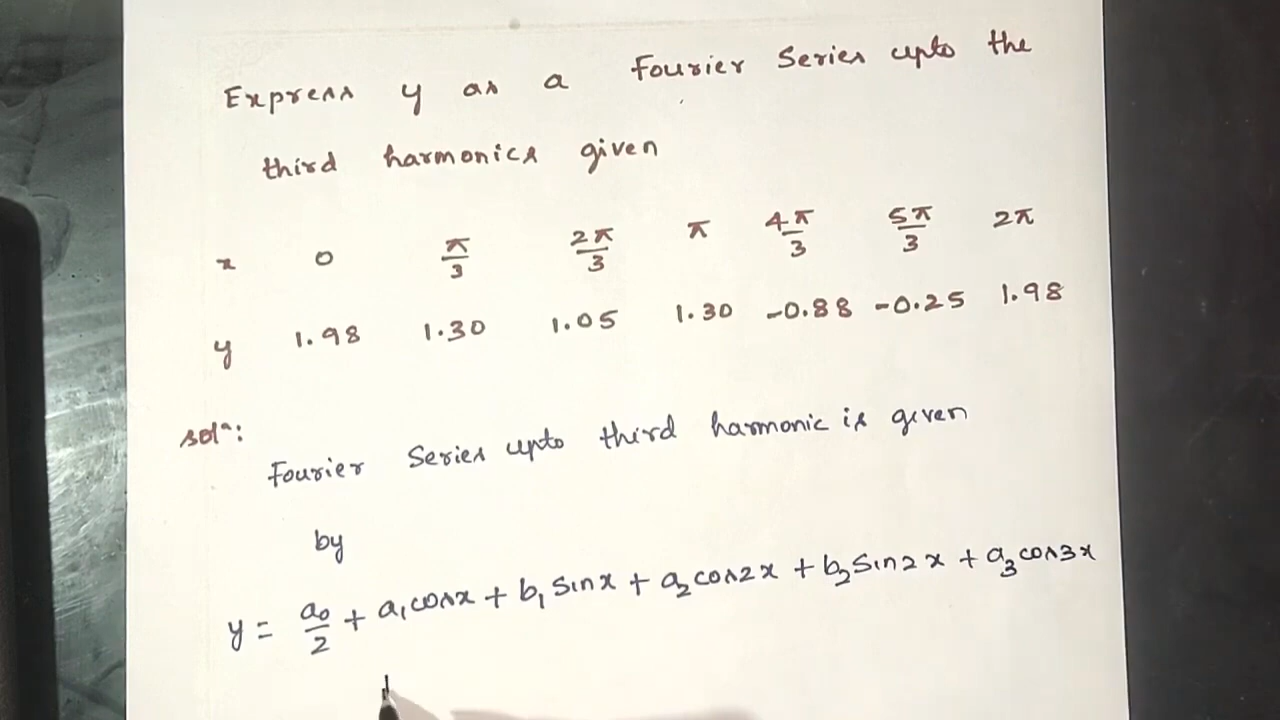 Express y as a Fourier Series upto the
third harmonics given
x 0 π/3 2π/3 π 4π/3 5π/3 2π
y 1.98 1.30 1.05 1.30 -0.88 -0.25 1.98
solⁿ:
Fourier Series upto third harmonic is given
by
y = a₀/2 + a₁cosx + b₁sinx + a₂cos2x + b₂sin2x + a₃cos3x